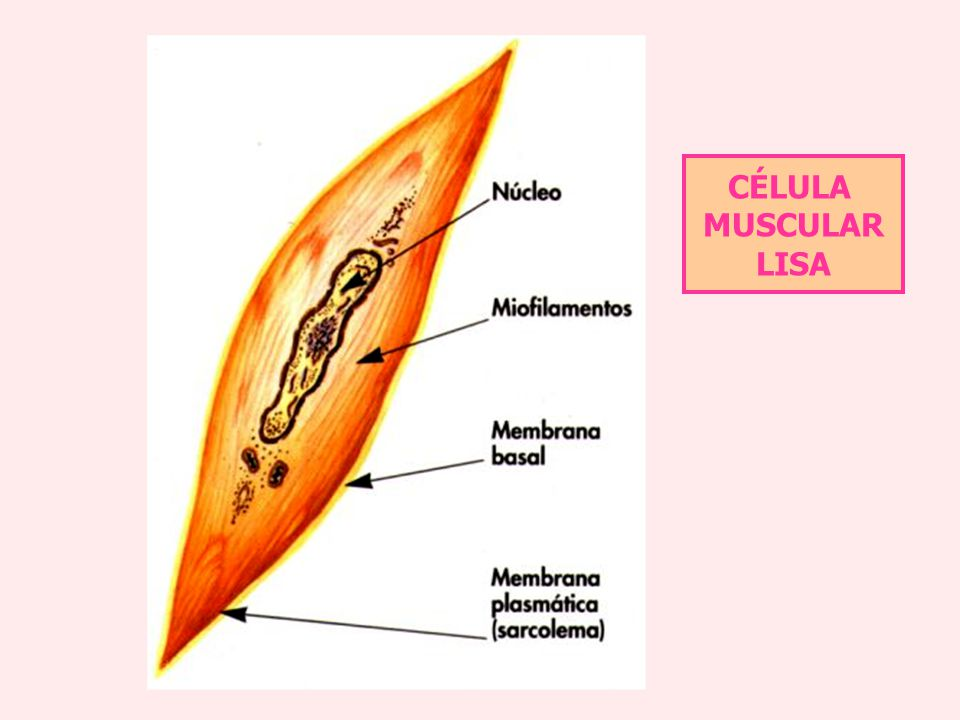 Núcleo
Miofilamentos
Membrana
basal
Membrana
plasmática
(sarcolema)
CÉLULA
MUSCULAR
LISA